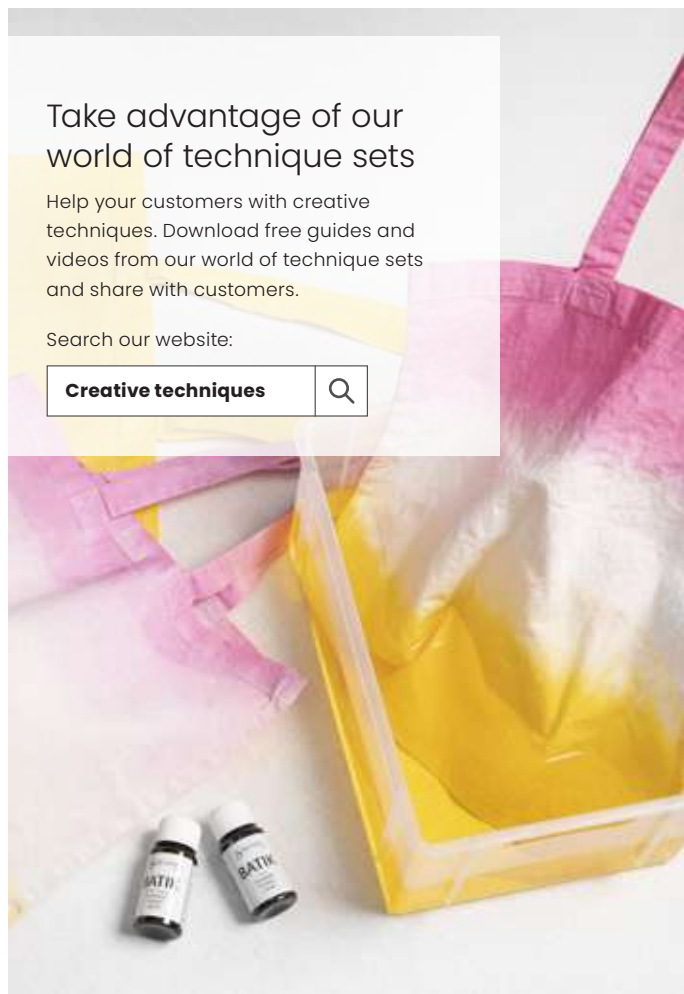 Take advantage of our
world of technique sets
Help your customers with creative
techniques. Download free guides and
videos from our world of technique sets
and share with customers.
Search our website:
Creative techniques
BATIK
BATIK